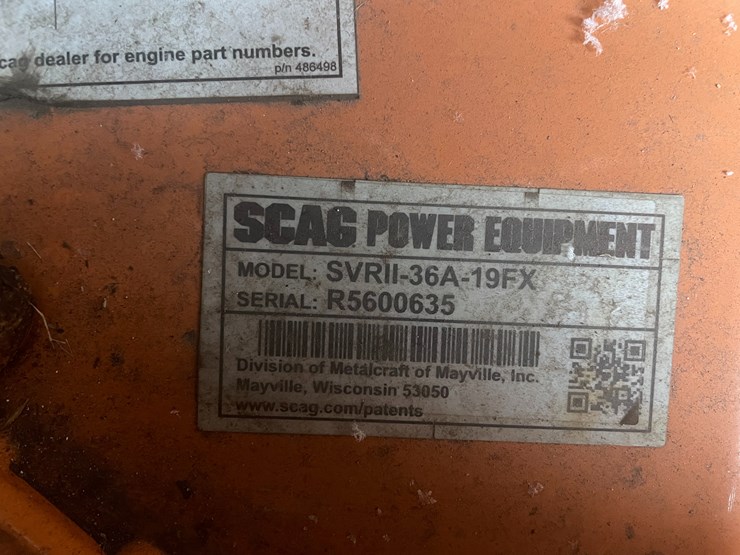 dealer for engine part numbers.
p/n 486498
SCAG POWER EQUIPMENT
MODEL: SVRII-36A-19FX
SERIAL: R5600635
Division of Metalcraft of Mayville, Inc.
Mayville, Wisconsin 53050
www.scag.com/patents